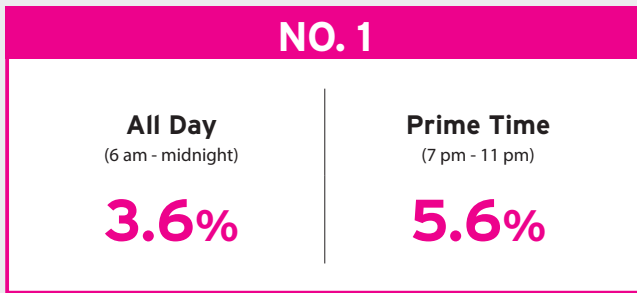 NO. 1
All Day
(6 am - midnight)
3.6%
Prime Time
(7 pm - 11 pm)
5.6%